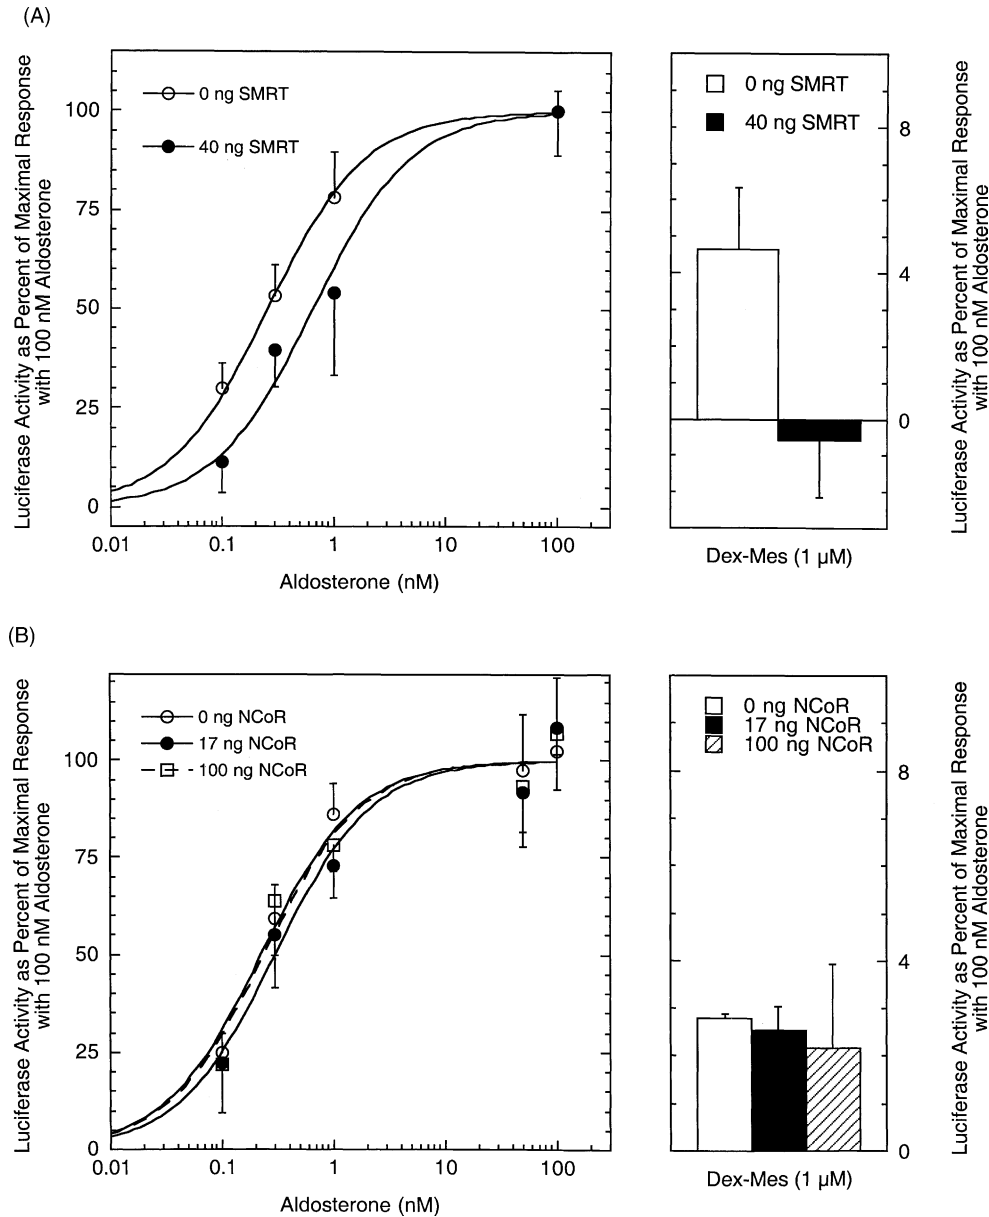 (A)
Luciferase Activity as Percent of Maximal Response
with 100 nM Aldosterone
100
75
50
25
0
0 ng SMRT
40 ng SMRT
0.01
0.1
1
10
100
Aldosterone (nM)
0 ng SMRT
40 ng SMRT
8
4
0
Dex-Mes (1 µM)
Luciferase Activity as Percent of Maximal Response
with 100 nM Aldosterone
(B)
Luciferase Activity as Percent of Maximal Response
with 100 nM Aldosterone
100
75
50
25
0
0 ng NCoR
17 ng NCoR
100 ng NCoR
0.01
0.1
1
10
100
Aldosterone (nM)
0 ng NCoR
17 ng NCoR
100 ng NCoR
8
4
0
Dex-Mes (1 µM)
Luciferase Activity as Percent of Maximal Response
with 100 nM Aldosterone